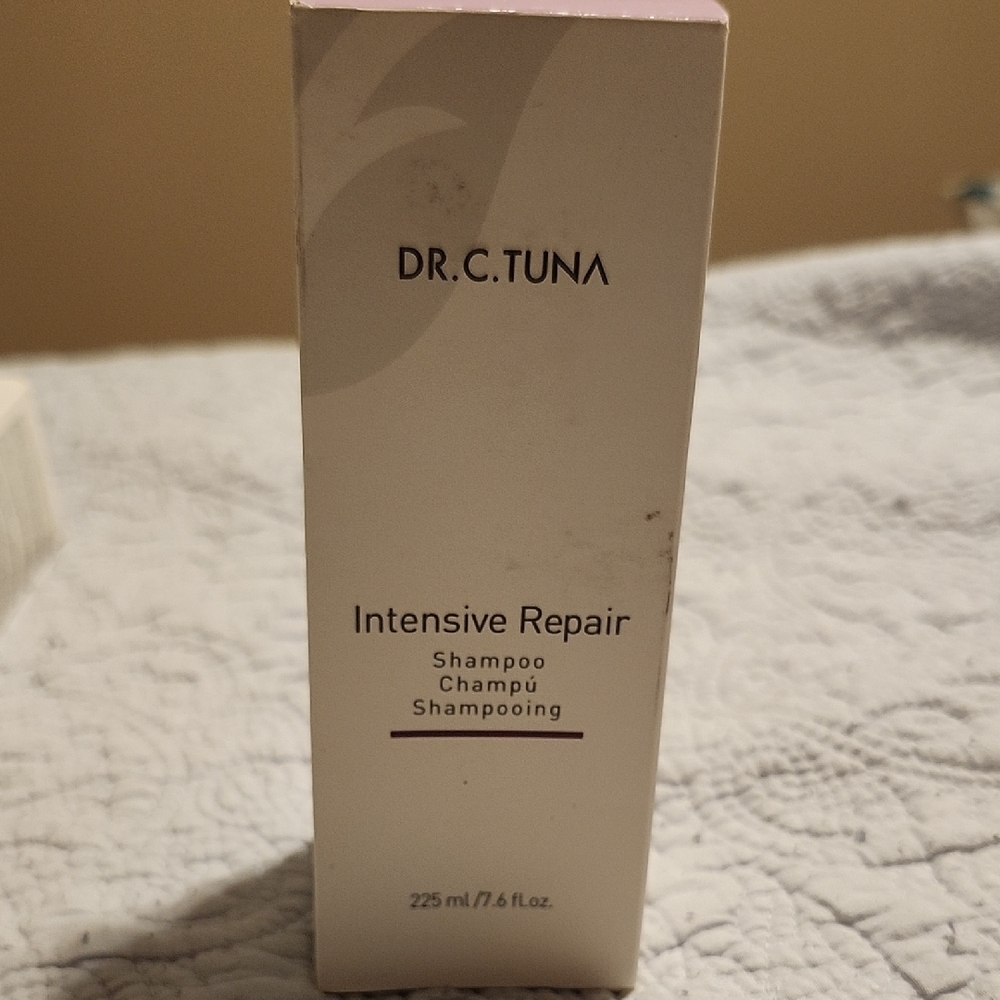 DR.C.TUNA
Intensive Repair
Shampoo
Champú
Shampooing
225 ml/7.6 fl.oz.